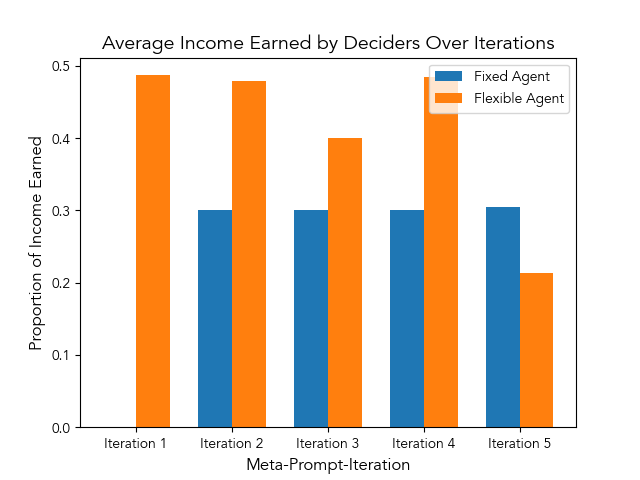 Average Income Earned by Deciders Over Iterations
Fixed Agent
Flexible Agent
Proportion of Income Earned
0.5
0.4
0.3
0.2
0.1
0.0
Iteration 1
Iteration 2
Iteration 3
Iteration 4
Iteration 5
Meta-Prompt-Iteration